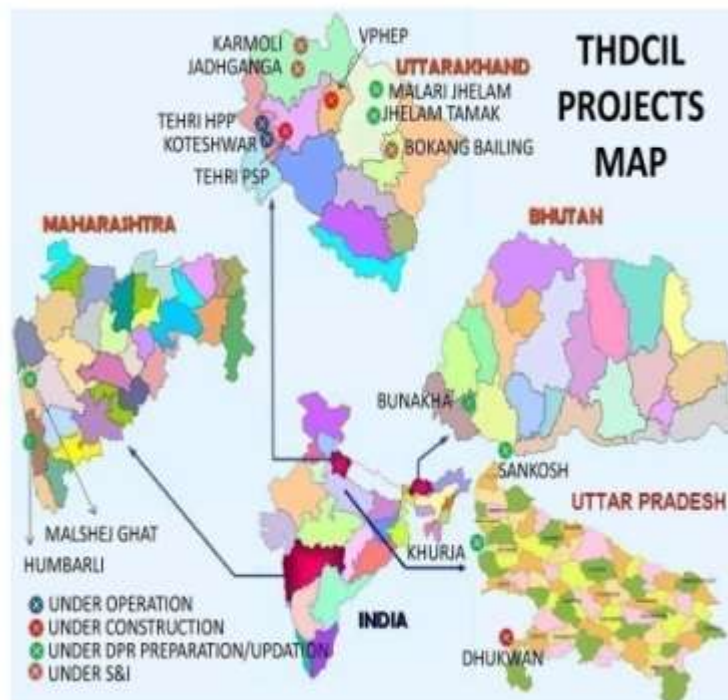 THDCIL
PROJECTS
MAP
KARMOLI
JADHGANGA
VPHEP
UTTARAKHAND
MALARI JHELAM
JHELAM TAMAK
TEHRI HPP
KOTESHWAR
BOKANG BAILING
TEHRI PSP
MAHARASHTRA
BHUTAN
BUNAKHA
SANKOSH
UTTAR PRADESH
MALSHEJ GHAT
HUMBARLI
KHURJA
INDIA
DHUKWAN
UNDER OPERATION
UNDER CONSTRUCTION
UNDER DPR PREPARATION/UPDATION
UNDER S&I